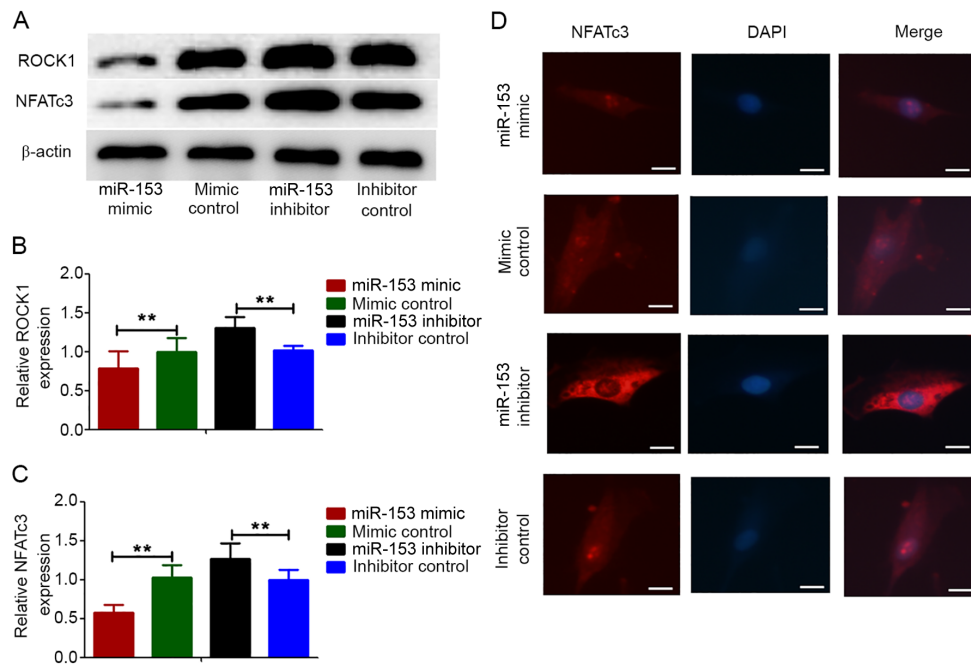 A
ROCK1
NFATc3
β-actin
miR-153
mimic
Mimic
control
miR-153
inhibitor
Inhibitor
control
B
Relative ROCK1
expression
2.0
1.5
1.0
0.5
0.0
**
**
miR-153 minic
Mimic control
miR-153 inhibitor
Inhibitor control
C
Relative NFATc3
expression
2.0
1.5
1.0
0.5
0.0
**
**
miR-153 mimic
Mimic control
miR-153 inhibitor
Inhibitor control
D
NFATc3
DAPI
Merge
miR-153
mimic
Mimic
control
miR-153
inhibitor
Inhibitor
control